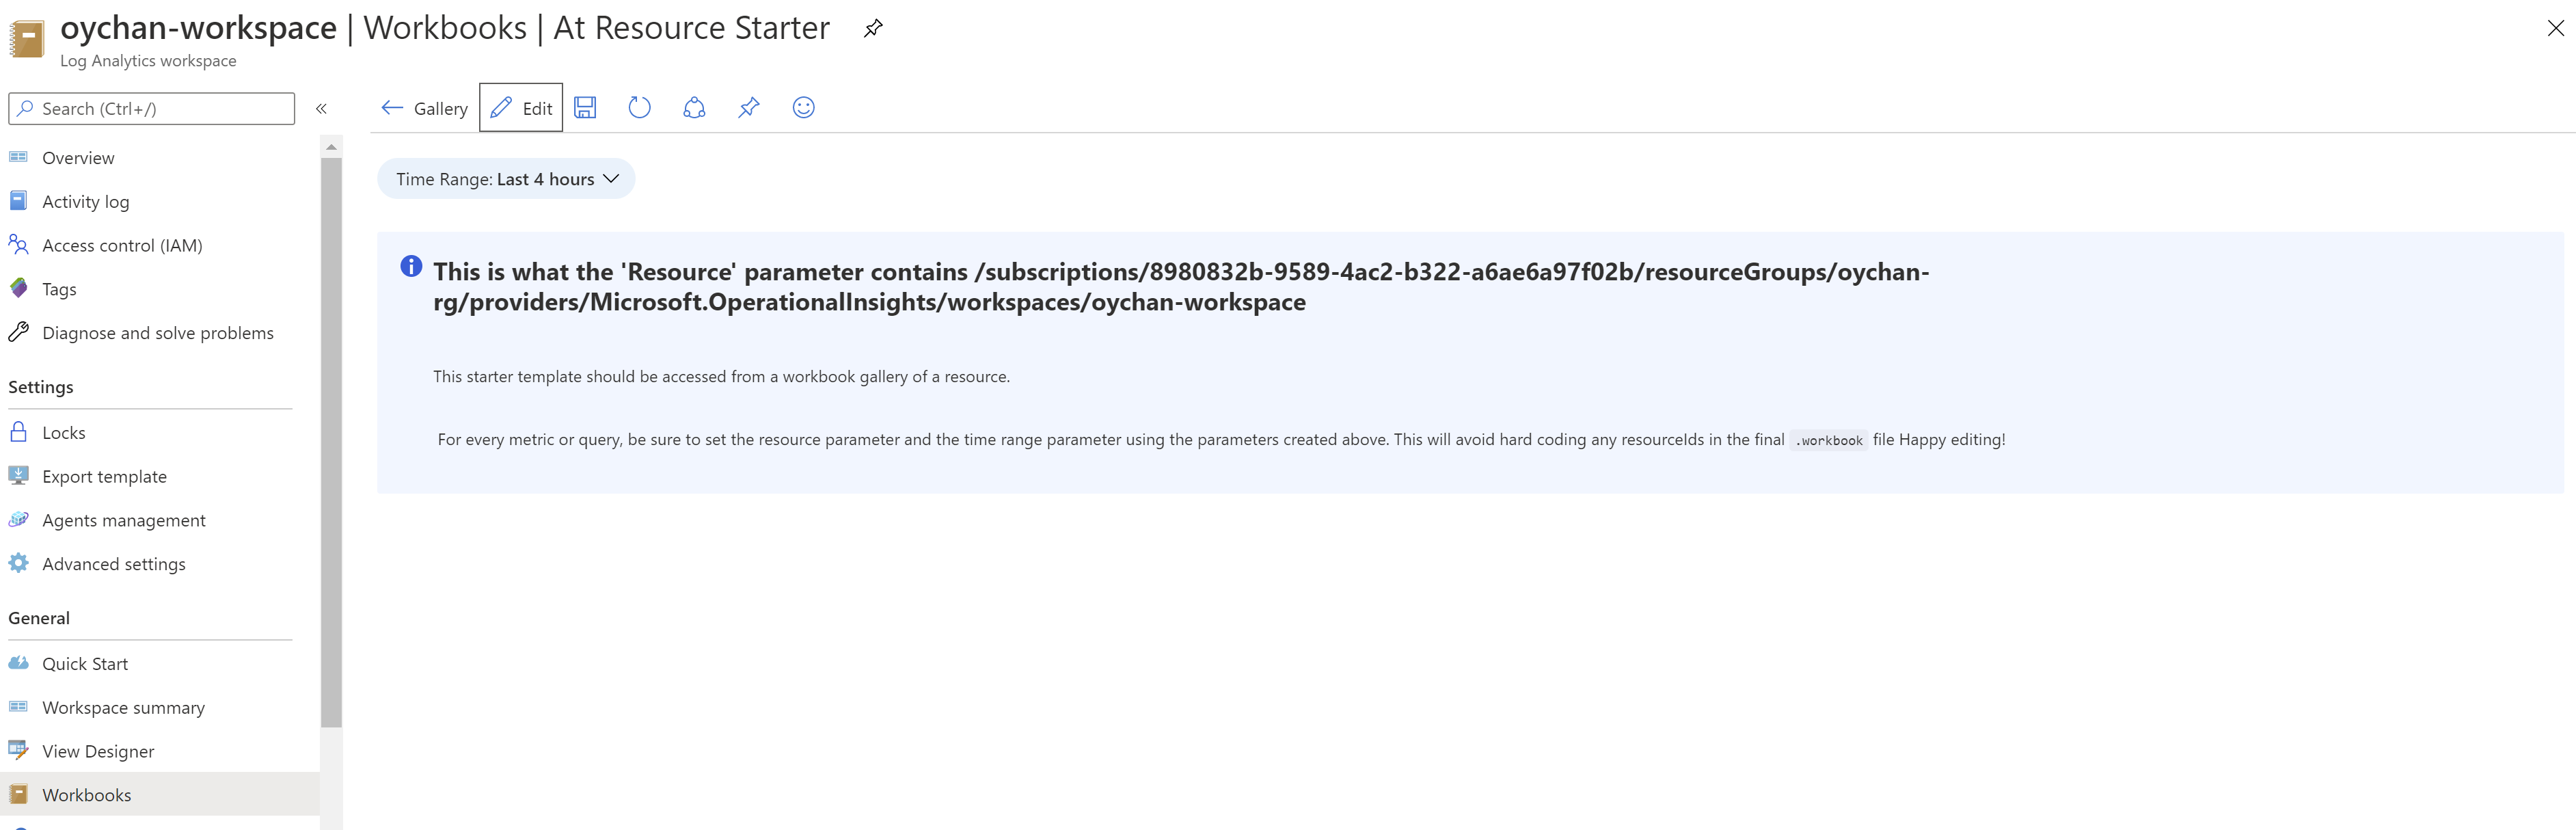 oychan-workspace | Workbooks | At Resource Starter
Log Analytics workspace
Search (Ctrl+/)
«
Gallery
Edit
Overview
Activity log
Access control (IAM)
Tags
Diagnose and solve problems
Settings
Locks
Export template
Agents management
Advanced settings
General
Quick Start
Workspace summary
View Designer
Workbooks
Time Range: Last 4 hours
This is what the 'Resource' parameter contains /subscriptions/8980832b-9589-4ac2-b322-a6ae6a97f02b/resourceGroups/oychan-
rg/providers/Microsoft.OperationalInsights/workspaces/oychan-workspace
This starter template should be accessed from a workbook gallery of a resource.
For every metric or query, be sure to set the resource parameter and the time range parameter using the parameters created above. This will avoid hard coding any resourceIds in the final .workbook file Happy editing!